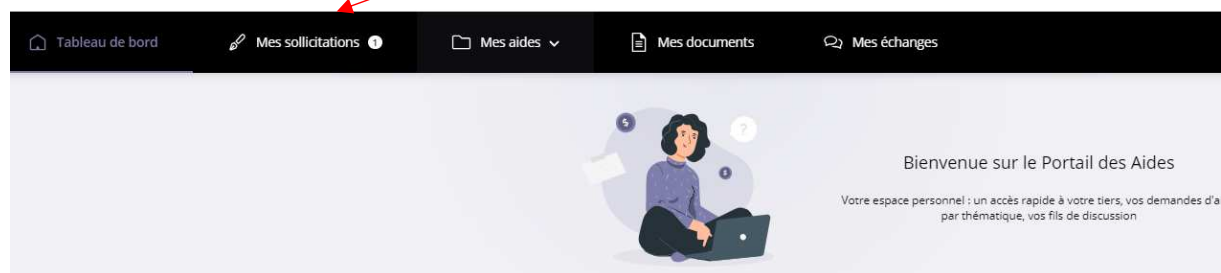 Tableau de bord Mes sollicitations 1 Mes aides Mes documents Mes échanges
?
$
$
Bienvenue sur le Portail des Aides
Votre espace personnel : un accès rapide à votre tiers, vos demandes d'a
par thématique, vos fils de discussion